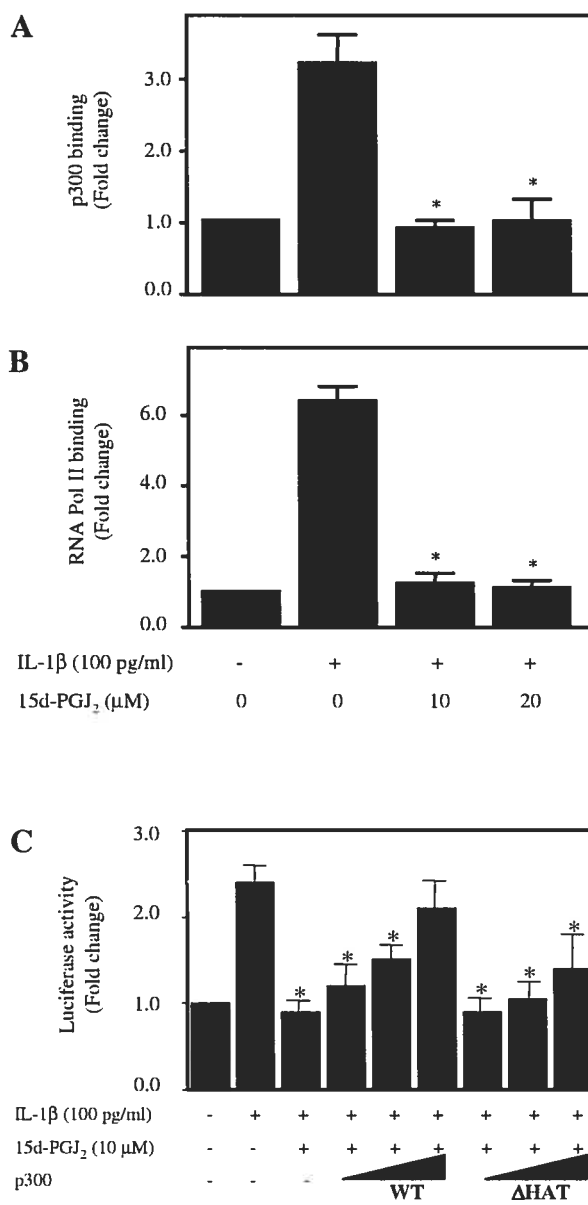 A
p300 binding
(Fold change)
3.0
2.0
1.0
0.0
*
*
B
RNA Pol II binding
(Fold change)
6.0
4.0
2.0
0.0
*
*
IL-1β (100 pg/ml) - + + +
15d-PGJ₂ (μM) 0 0 10 20
C
Luciferase activity
(Fold change)
3.0
2.0
1.0
0.0
* * * * * *
IL-1β (100 pg/ml) - + + + + + + + +
15d-PGJ₂ (10 μM) - - + + + + + + +
p300 - - - WT ΔHAT